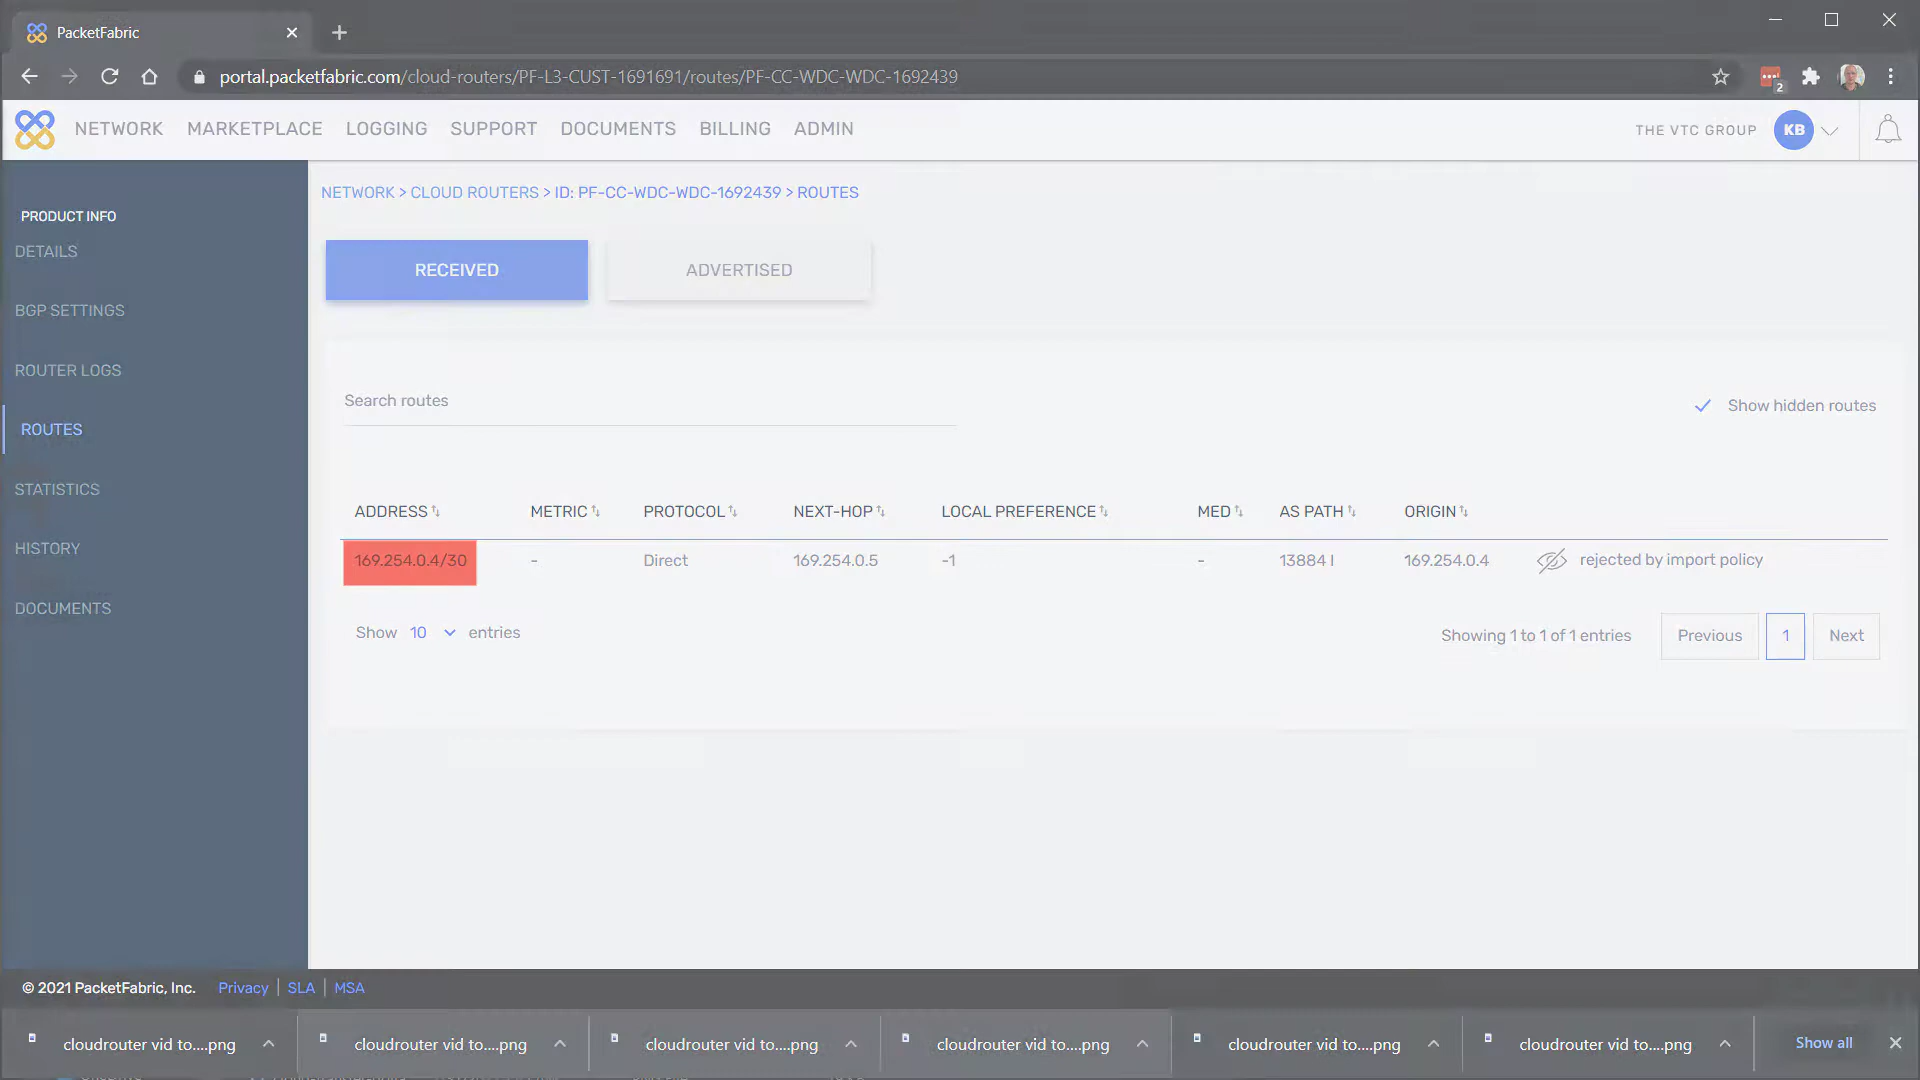 PacketFabric
portal.packetfabric.com/cloud-routers/PF-L3-CUST-1691691/routes/PF-CC-WDC-WDC-1692439
2
NETWORK MARKETPLACE LOGGING SUPPORT DOCUMENTS BILLING ADMIN THE VTC GROUP KB
NETWORK > CLOUD ROUTERS > ID: PF-CC-WDC-WDC-1692439 > ROUTES
PRODUCT INFO
DETAILS
BGP SETTINGS
ROUTER LOGS
ROUTES
STATISTICS
HISTORY
DOCUMENTS
RECEIVED ADVERTISED
Search routes Show hidden routes
ADDRESS METRIC PROTOCOL NEXT-HOP LOCAL PREFERENCE MED AS PATH ORIGIN
169.254.0.4/30 - Direct 169.254.0.5 -1 - 13884 I 169.254.0.4 rejected by import policy
Show 10 entries Showing 1 to 1 of 1 entries Previous 1 Next
© 2021 PacketFabric, Inc. Privacy | SLA | MSA
cloudrouter vid to....png cloudrouter vid to....png cloudrouter vid to....png cloudrouter vid to....png cloudrouter vid to....png cloudrouter vid to....png Show all